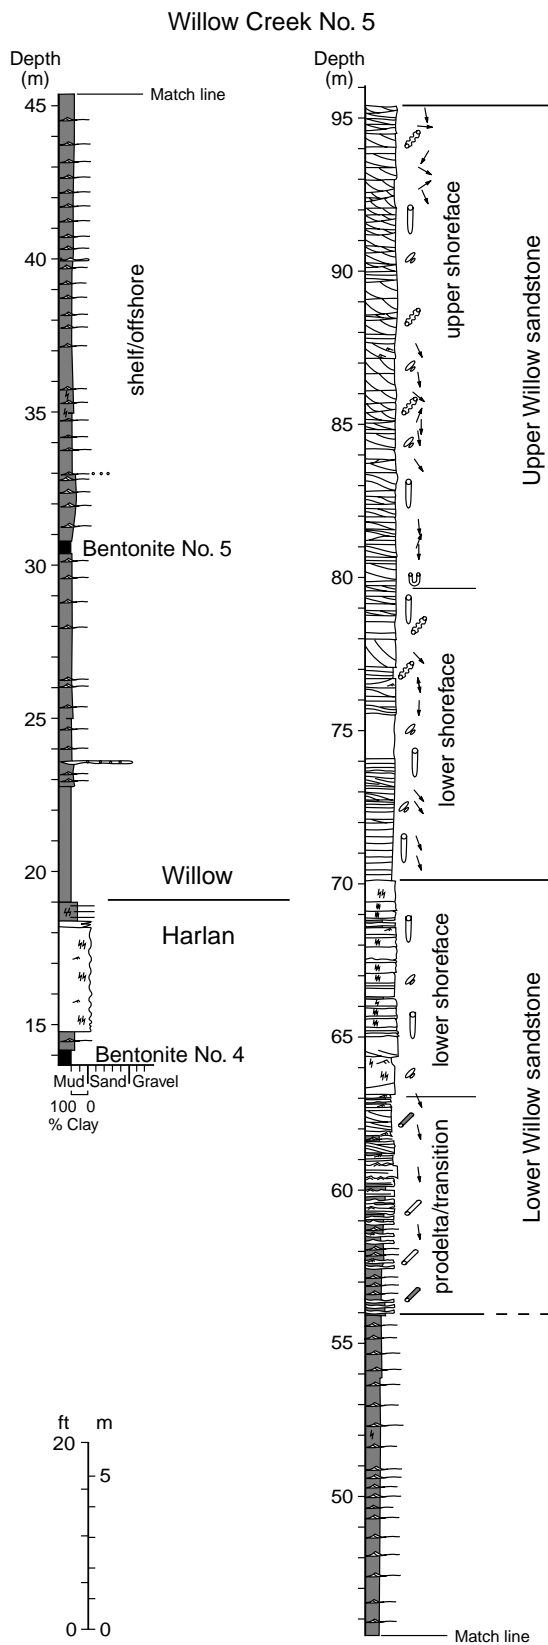 Willow Creek No. 5
Depth
(m)
45
Match line
40
shelf/offshore
35
Bentonite No. 5
30
25
20
Willow
Harlan
15
Bentonite No. 4
Mud Sand Gravel
100 0
% Clay
ft m
20
5
0 0
Depth
(m)
95
upper shoreface
90
Upper Willow sandstone
85
80
lower shoreface
75
70
lower shoreface
65
Lower Willow sandstone
prodelta/transition
60
55
50
Match line